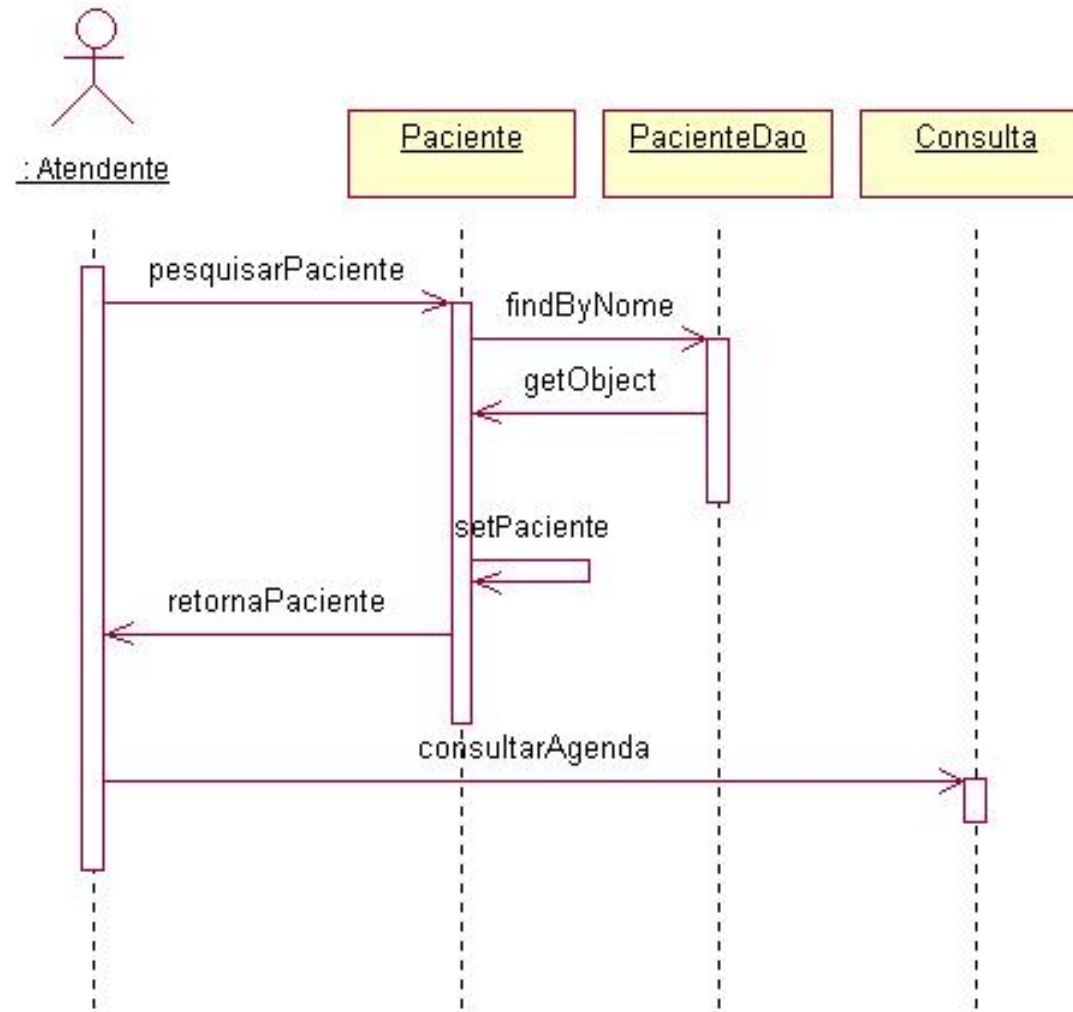 : Atendente
Paciente
PacienteDao
Consulta
pesquisarPaciente
findByNome
getObject
setPaciente
retornaPaciente
consultarAgenda